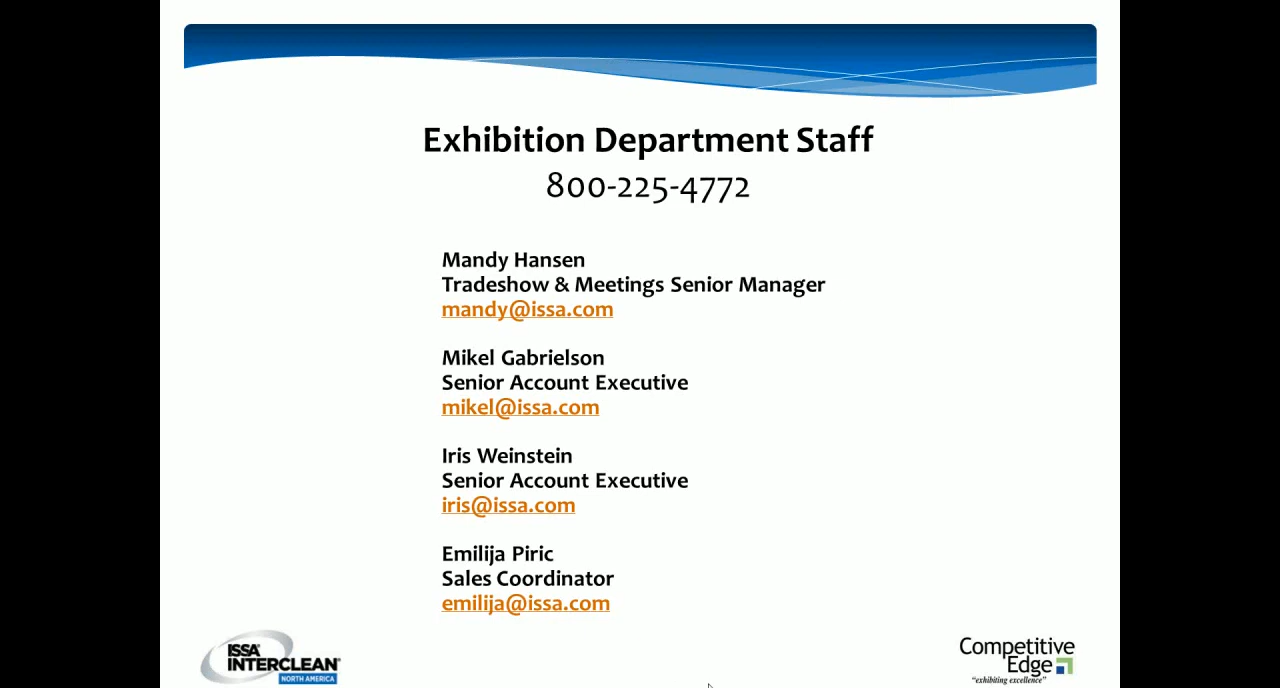 Exhibition Department Staff
800-225-4772
Mandy Hansen
Tradeshow & Meetings Senior Manager
mandy@issa.com
Mikel Gabrielson
Senior Account Executive
mikel@issa.com
Iris Weinstein
Senior Account Executive
iris@issa.com
Emilija Piric
Sales Coordinator
emilija@issa.com
ISSA
INTERCLEAN®
NORTH AMERICA
Competitive
Edge
"exhibiting excellence"